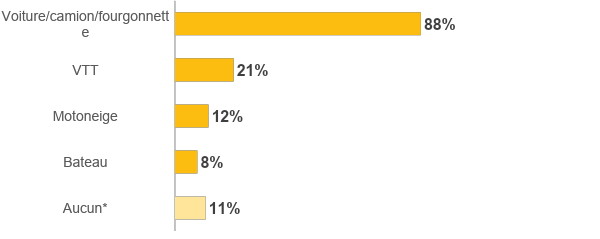 Voiture/camion/fourgonnett
e
88%
VTT
21%
Motoneige
12%
Bateau
8%
Aucun*
11%